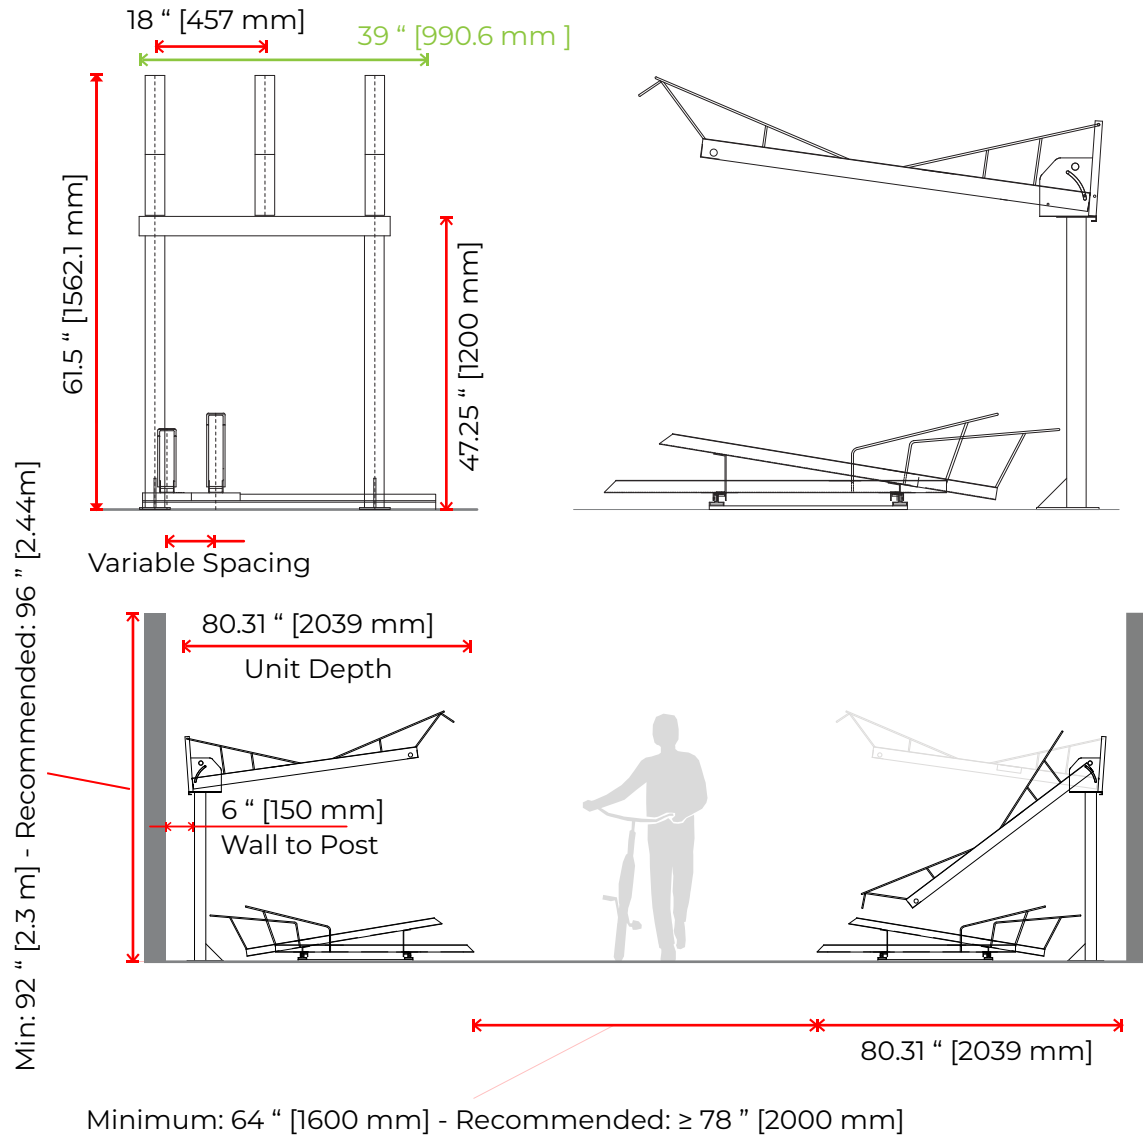 18 “ [457 mm]
39 “ [990.6 mm ]
61.5 “ [1562.1 mm]
47.25 “ [1200 mm]
Variable Spacing
Min: 92 “ [2.3 m] - Recommended: 96 ” [2.44m]
80.31 “ [2039 mm]
Unit Depth
6 “ [150 mm]
Wall to Post
80.31 “ [2039 mm]
Minimum: 64 “ [1600 mm] - Recommended: ≥ 78 ” [2000 mm]